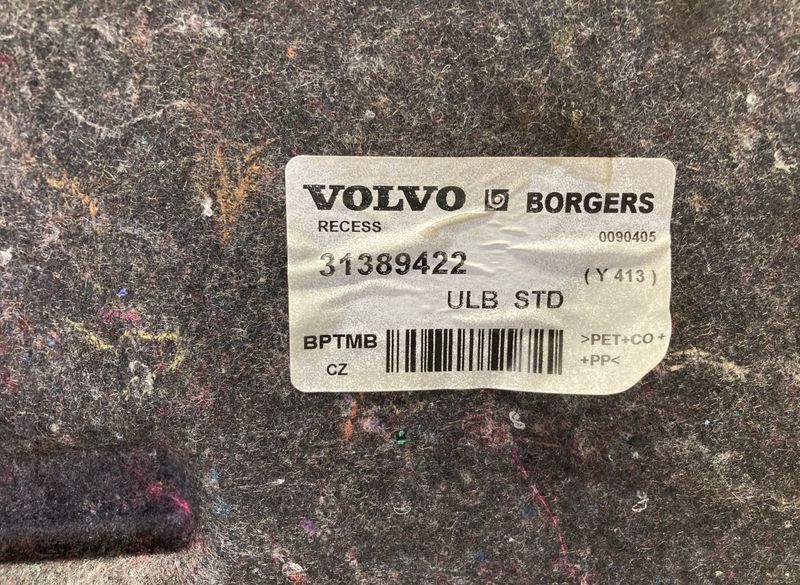 VOLVO BORGERS
RECESS
0090405
31389422
( Y 413 )
ULB STD
BPTMB
>PET+CO +
CZ
+PP<